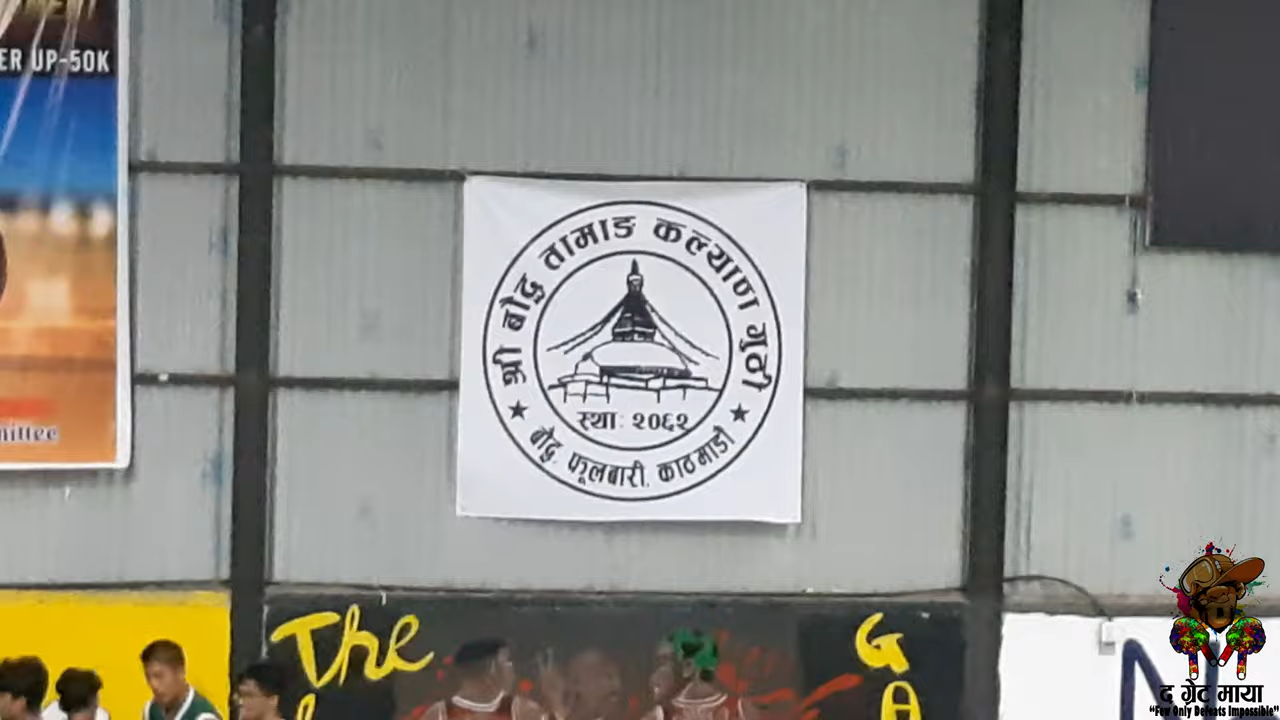 ER UP-50K
mittee
श्री बौद्ध तामाङ कल्याण गुठी
स्था: २०६२
बौद्ध, फूलबारी, काठमाडौं
The
G
A
N
द ग्रेट माया
"Few Only Defeats Impossible"